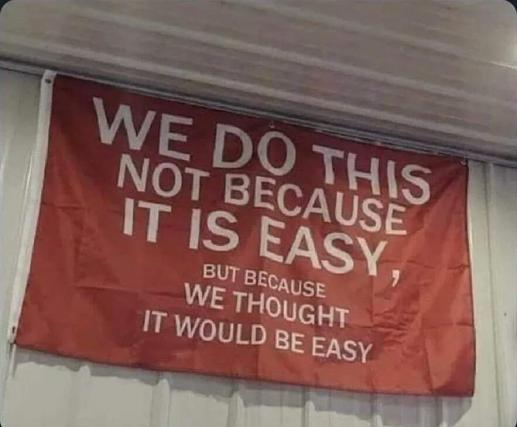 WE DO THIS
NOT BECAUSE
IT IS EASY,
BUT BECAUSE
WE THOUGHT
IT WOULD BE EASY